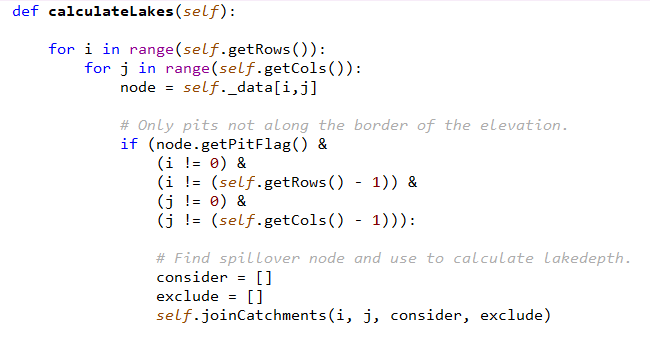 def calculateLakes(self):
for i in range(self.getRows()):
for j in range(self.getCols()):
node = self._data[i,j]
# Only pits not along the border of the elevation.
if (node.getPitFlag() &
(i != 0) &
(i != (self.getRows() - 1)) &
(j != 0) &
(j != (self.getCols() - 1))):
# Find spillover node and use to calculate lakedepth.
consider = []
exclude = []
self.joinCatchments(i, j, consider, exclude)